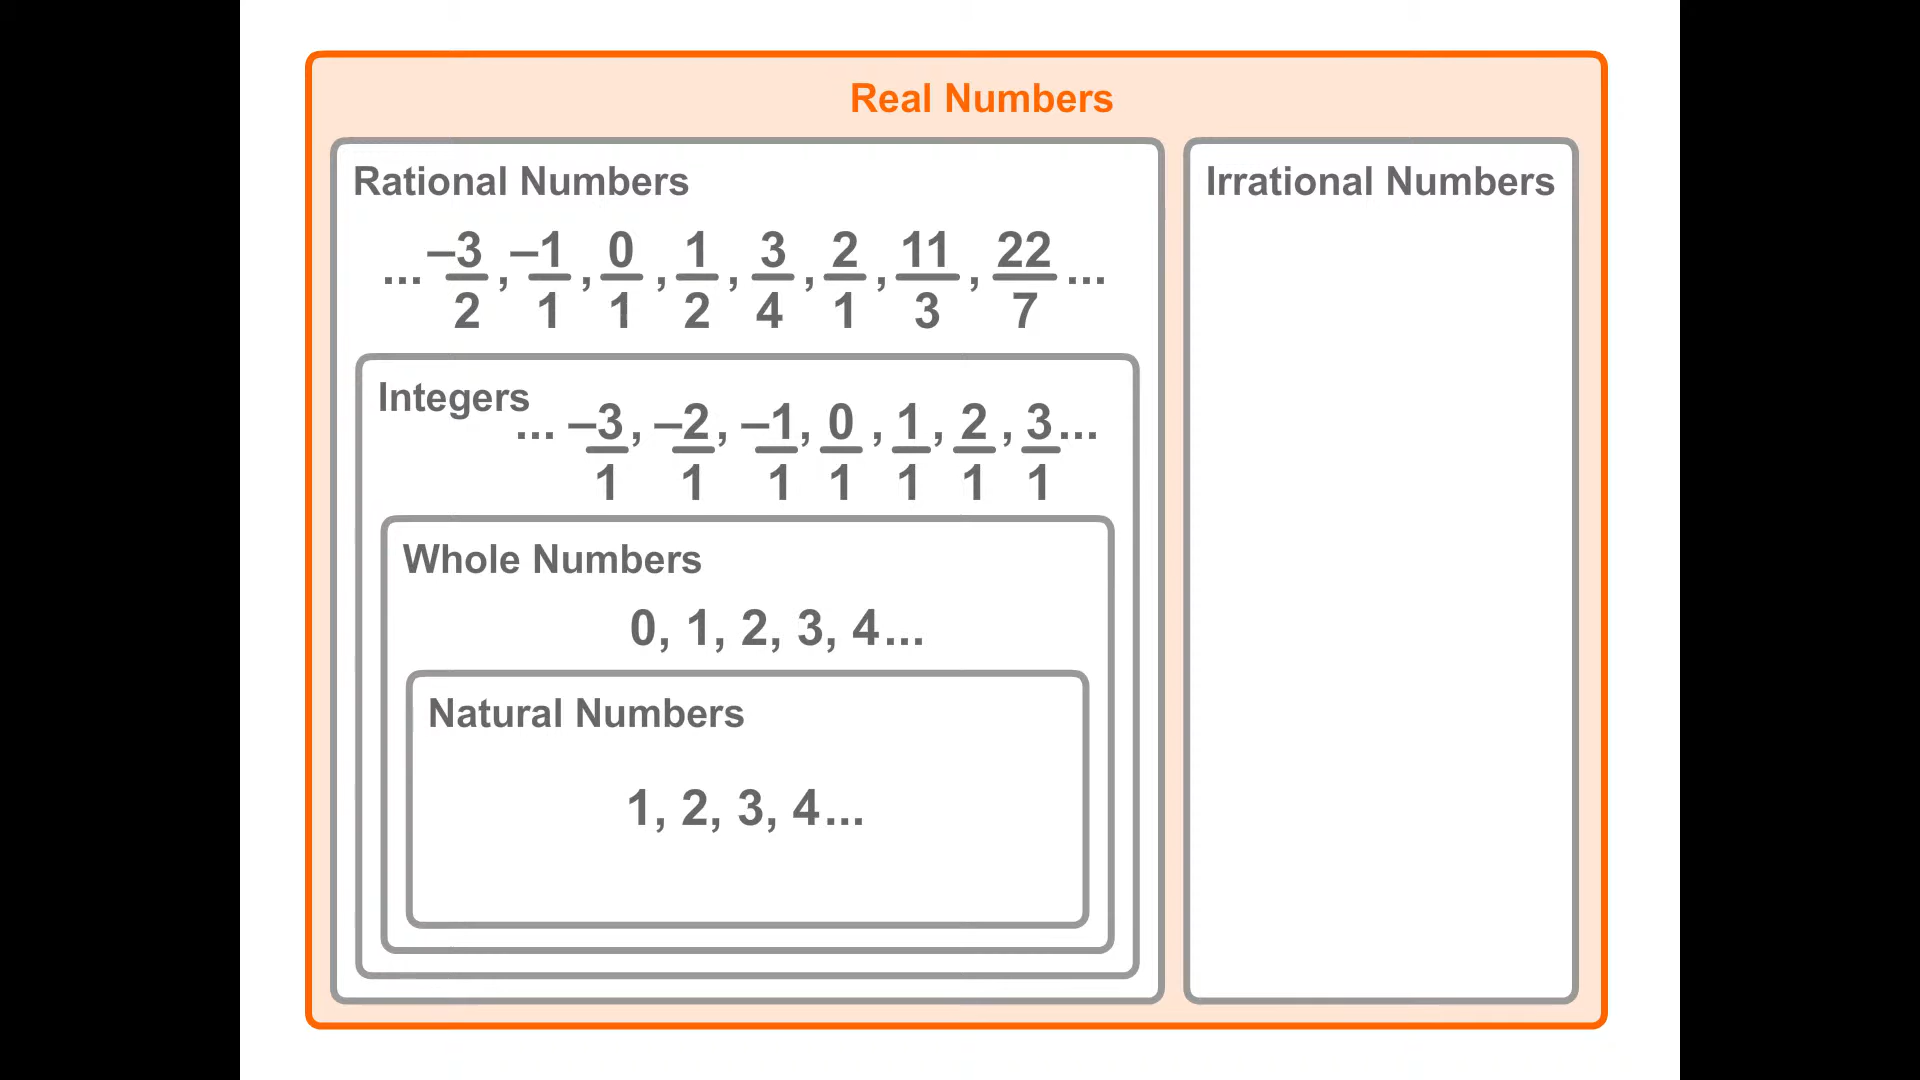 Real Numbers
Rational Numbers
... –3/2, –1/1, 0/1, 1/2, 3/4, 2/1, 11/3, 22/7 ...
Integers
... –3/1, –2/1, –1/1, 0/1, 1/1, 2/1, 3/1...
Whole Numbers
0, 1, 2, 3, 4...
Natural Numbers
1, 2, 3, 4...
Irrational Numbers